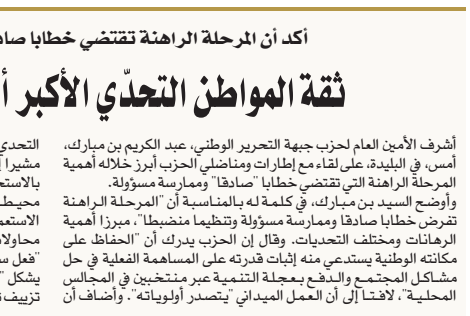 أكد أن المرحلة الراهنة تقتضي خطابا صاد
ثقة المواطن التحدّي الأكبر أ
أشرف الأمين العام لحزب جبهة التحرير الوطني، عبد الكريم بن مبارك،
أمس، في البليدة، على لقاء مع إطارات ومناضلي الحزب أبرز خلاله أهمية
المرحلة الراهنة التي تقتضي خطابا "صادقا" وممارسة مسؤولة.
وأوضح السيد بن مبارك، في كلمة له بالمناسبة أن "المرحلة الراهنة
تفرض خطابا صادقا وممارسة مسؤولة وتنظيما منضبطا"، مبرزا أهمية
الرهانات ومختلف التحديات. وقال إن الحزب يدرك أن "الحفاظ على
مكانته الوطنية يستدعي منه إثبات قدرته على المساهمة الفعلية في حل
مشاكل المجتمع والدفع بعجلة التنمية عبر منتخبين في المجالس
المحلية"، لافتا إلى أن العمل الميداني "يتصدر أولوياته". وأضاف أن
التحدي
مشيرا إ
بالاستح
محيط
الاستعم
محاولا
"فعل س
يشكل "
تزييف ت